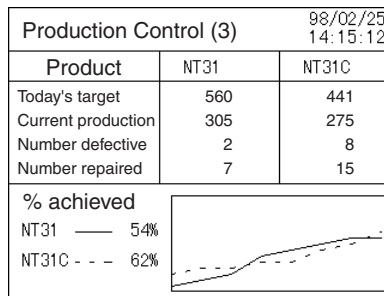 Production Control (3)
98/02/25
14:15:12
Product NT31 NT31C
Today's target 560 441
Current production 305 275
Number defective 2 8
Number repaired 7 15
% achieved
NT31 —— 54%
NT31C - - - 62%